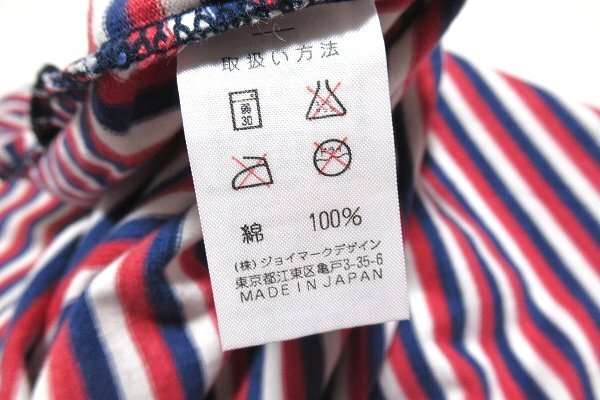 取扱い方法
弱
30
綿 100%
(株)ジョイマークデザイン
東京都江東区亀戸3-35-6
MADE IN JAPAN